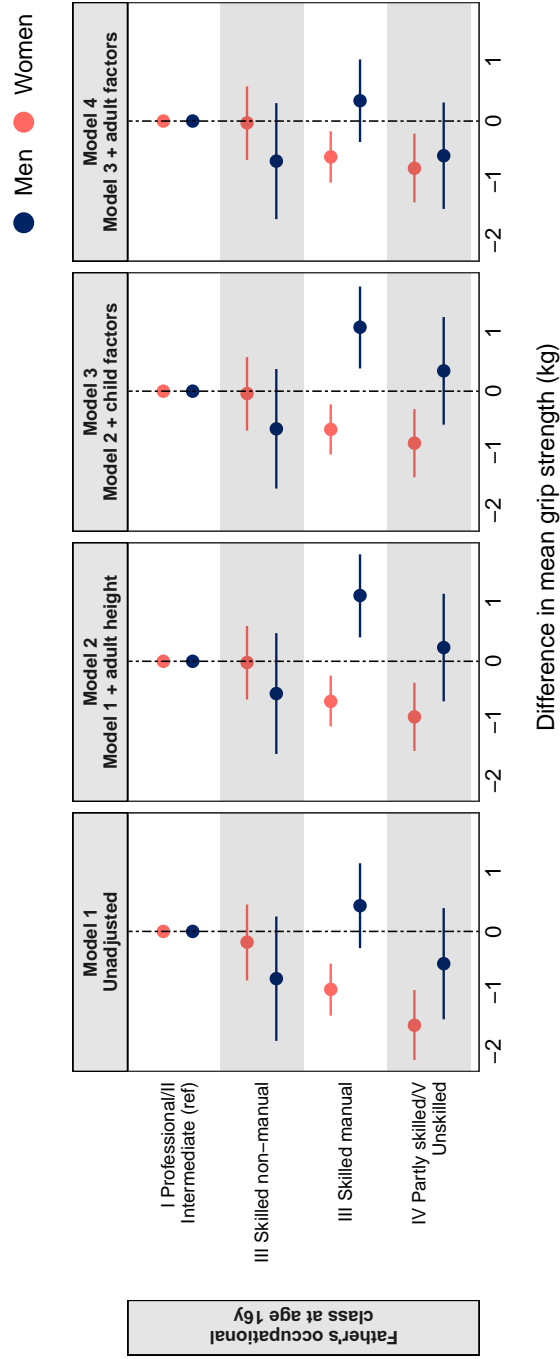 Men
Women
Model 1
Unadjusted
Model 2
Model 1 + adult height
Model 3
Model 2 + child factors
Model 4
Model 3 + adult factors
Father's occupational
class at age 16y
I Professional/II
Intermediate (ref)
III Skilled non−manual
III Skilled manual
IV Partly skilled/V
Unskilled
−2 −1 0 1
−2 −1 0 1
−2 −1 0 1
−2 −1 0 1
Difference in mean grip strength (kg)